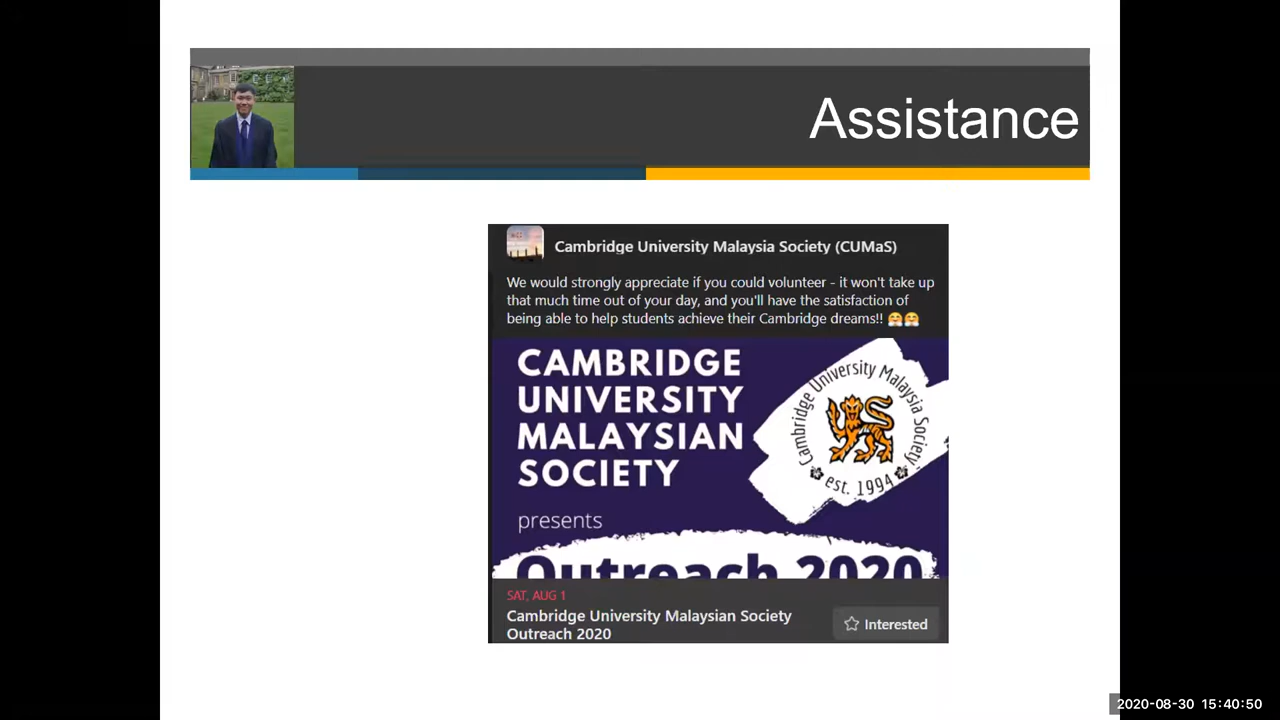 Assistance
Cambridge University Malaysia Society (CUMaS)
We would strongly appreciate if you could volunteer - it won't take up
that much time out of your day, and you'll have the satisfaction of
being able to help students achieve their Cambridge dreams!! 🤗🤗
CAMBRIDGE
UNIVERSITY
MALAYSIAN
SOCIETY
presents
Cambridge University Malaysia Society
est. 1994
Outreach 2020
SAT, AUG 1
Cambridge University Malaysian Society
Outreach 2020
Interested
2020-08-30 15:40:50